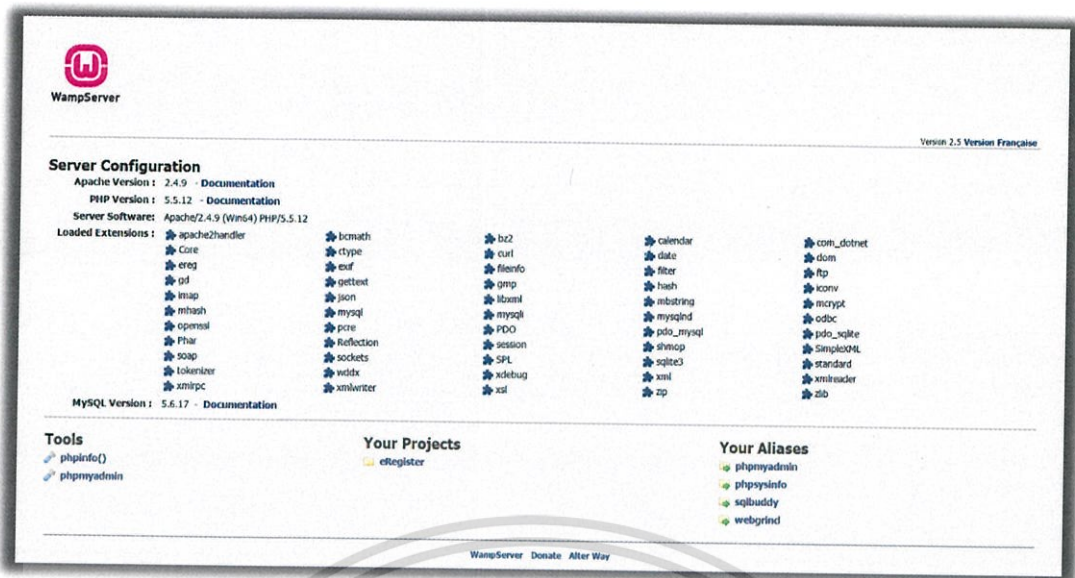 WampServer
Version 2.5 Version Française
Server Configuration
Apache Version : 2.4.9 - Documentation
PHP Version : 5.5.12 - Documentation
Server Software: Apache/2.4.9 (Win64) PHP/5.5.12
Loaded Extensions : apache2handler bcmath bz2 calendar com_dotnet
Core ctype curl date dom
ereg exif fileinfo filter ftp
gd gettext gmp hash iconv
imap json libxml mbstring mcrypt
mhash mysql mysqli mysqlnd odbc
openssl pcre PDO pdo_mysql pdo_sqlite
Phar Reflection session shmop SimpleXML
soap sockets SPL sqlite3 standard
tokenizer wddx xdebug xml xmlreader
xmlrpc xmlwriter xsl zip zlib
MySQL Version : 5.6.17 - Documentation
Tools
phpinfo()
phpmyadmin
Your Projects
eRegister
Your Aliases
phpmyadmin
phpsysinfo
sqlbuddy
webgrind
WampServer Donate Alter Way